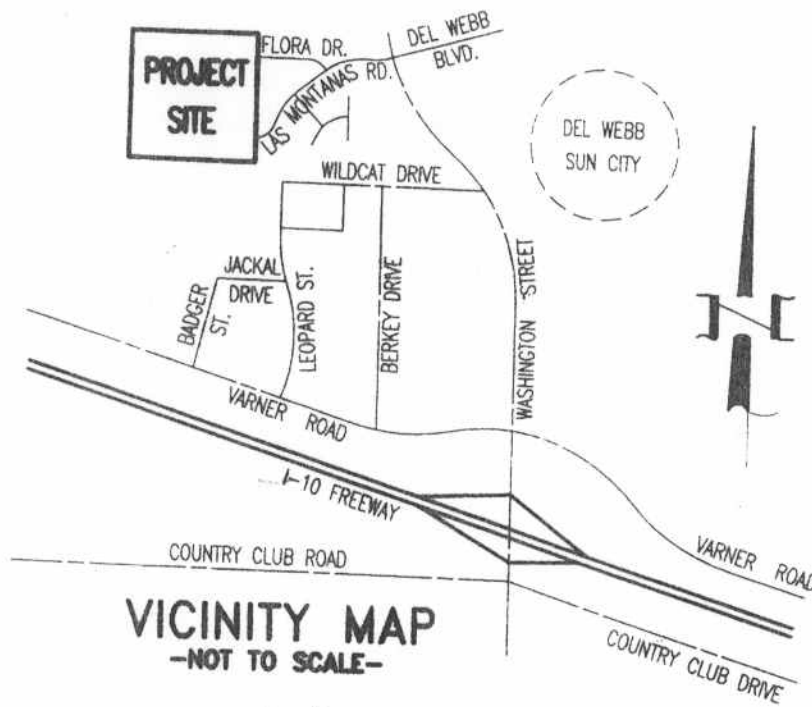 FLORA DR.
DEL WEBB
BLVD.
PROJECT
SITE
LAS MONTANAS RD.
DEL WEBB
SUN CITY
WILDCAT DRIVE
JACKAL
DRIVE
BADGER
ST.
LEOPARD ST.
BERKEY DRIVE
WASHINGTON STREET
N
VARNER ROAD
I-10 FREEWAY
VARNER ROAD
COUNTRY CLUB ROAD
COUNTRY CLUB DRIVE
VICINITY MAP
-NOT TO SCALE-